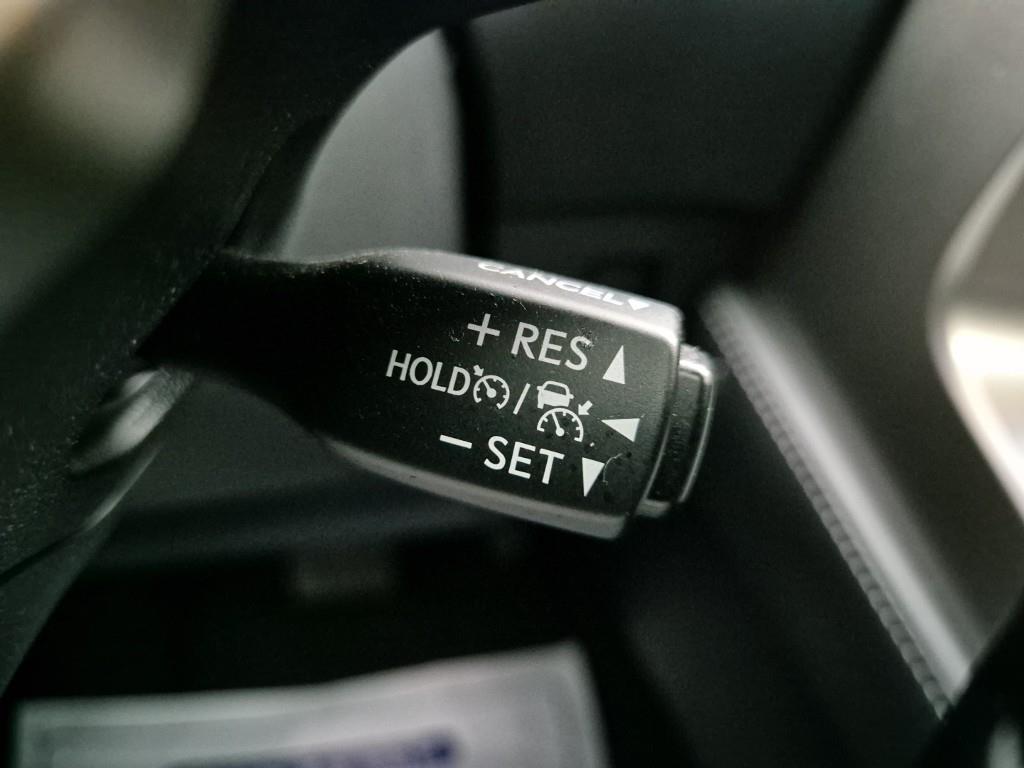 CANCEL
+ RES
HOLD /
− SET